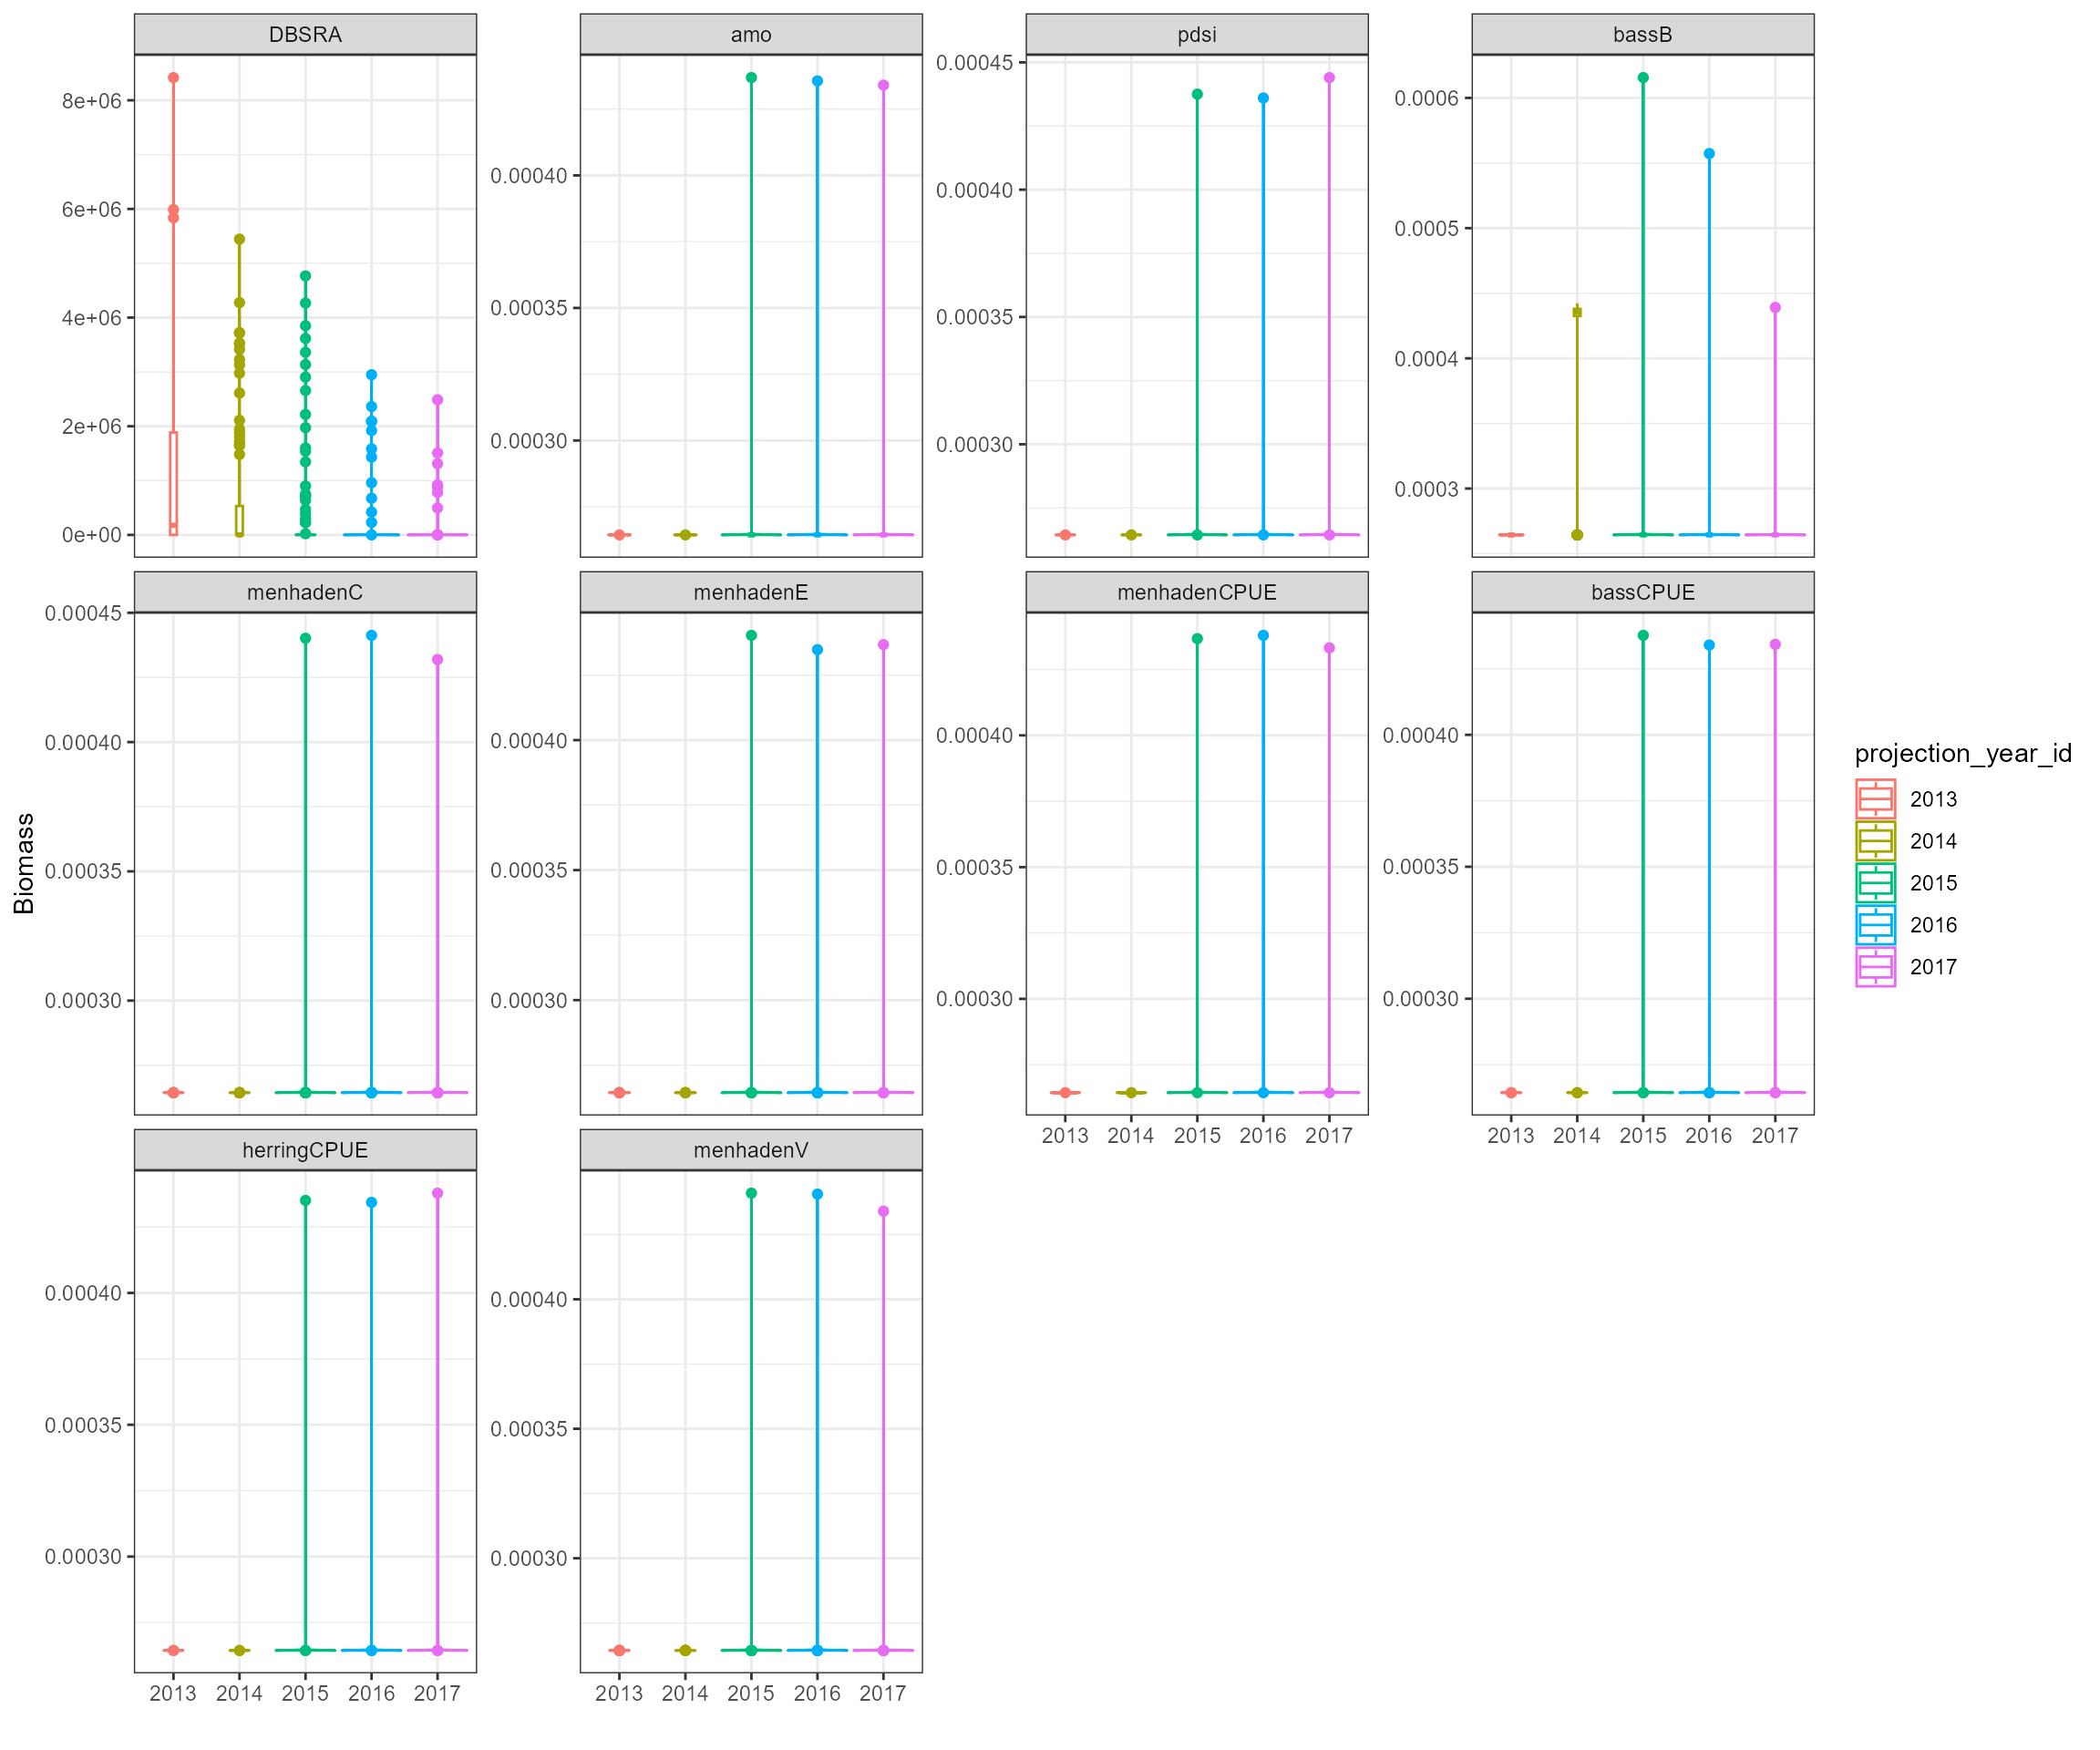 DBSRA
amo
pdsi
bassB
8e+06
6e+06
4e+06
2e+06
0e+00
0.00040
0.00035
0.00030
0.00045
0.00040
0.00035
0.00030
0.0006
0.0005
0.0004
0.0003
menhadenC
menhadenE
menhadenCPUE
bassCPUE
0.00045
0.00040
0.00035
0.00030
0.00040
0.00035
0.00030
0.00040
0.00035
0.00030
0.00040
0.00035
0.00030
2013 2014 2015 2016 2017
2013 2014 2015 2016 2017
herringCPUE
menhadenV
0.00040
0.00035
0.00030
0.00040
0.00035
0.00030
2013 2014 2015 2016 2017
2013 2014 2015 2016 2017
Biomass
projection_year_id
2013
2014
2015
2016
2017